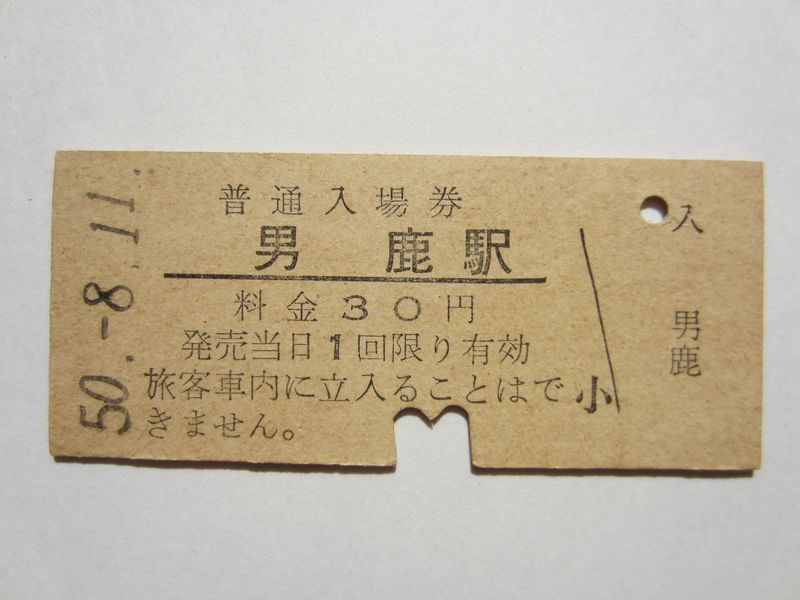 50.-8.11.
普通入場券
男鹿駅
料金30円
発売当日1回限り有効
旅客車内に立入ることはで
きません。
小
入
男鹿